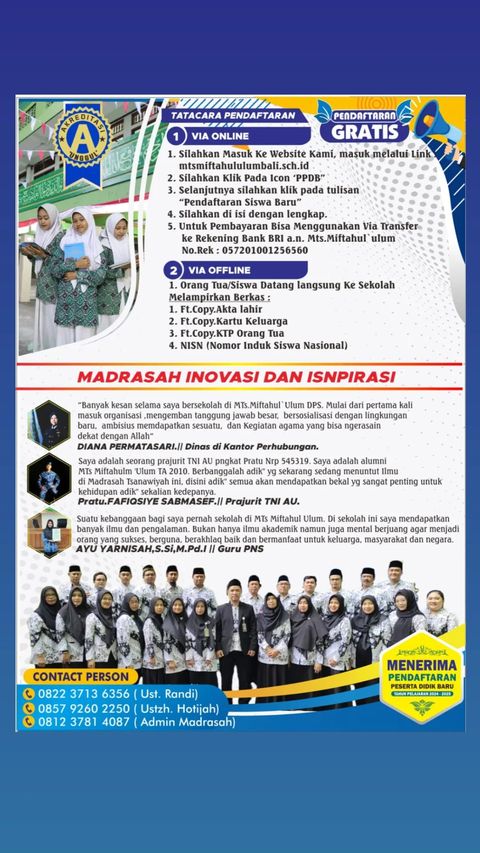 AKREDITASI
A
UNGGUL
TATACARA PENDAFTARAN
PENDAFTARAN
GRATIS
1 VIA ONLINE
1. Silahkan Masuk Ke Website Kami, masuk melalui Link
mtsmiftahululumbali.sch.id
2. Silahkan Klik Pada Icon "PPDB"
3. Selanjutnya silahkan klik pada tulisan
"Pendaftaran Siswa Baru"
4. Silahkan di isi dengan lengkap.
5. Untuk Pembayaran Bisa Menggunakan Via Transfer
ke Rekening Bank BRI a.n. Mts.Miftahul`ulum
No.Rek : 057201001256560
2 VIA OFFLINE
1. Orang Tua/Siswa Datang langsung Ke Sekolah
Melampirkan Berkas :
1. Ft.Copy.Akta lahir
2. Ft.Copy.Kartu Keluarga
3. Ft.Copy.KTP Orang Tua
4. NISN (Nomor Induk Siswa Nasional)
MADRASAH INOVASI DAN ISNPIRASI
"Banyak kesan selama saya bersekolah di MTs.Miftahul`Ulum DPS. Mulai dari pertama kali
masuk organisasi ,mengemban tanggung jawab besar, bersosialisasi dengan lingkungan
baru, ambisius memdapatkan sesuatu, dan Kegiatan agama yang bisa ngerasain
dekat dengan Allah"
DIANA PERMATASARI.// Dinas di Kantor Perhubungan.
Saya adalah seorang prajurit TNI AU pngkat Pratu Nrp 545319. Saya adalah alumni
MTs Miftahulm 'Ulum TA 2010. Berbanggalah adik" yg sekarang sedang menuntut Ilmu
di Madrasah Tsanawiyah ini, disini adik" semua akan mendapatkan bekal yg sangat penting untuk
kehidupan adik" sekalian kedepanya.
Pratu.FAFIQSIYE SABMASEF.// Prajurit TNI AU.
Suatu kebanggaan bagi saya pernah sekolah di MTs Miftahul Ulum. Di sekolah ini saya mendapatkan
banyak ilmu dan pengalaman. Bukan hanya ilmu akademik namun juga mental berjuang agar menjadi
orang yang sukses, berguna, berakhlaq baik dan bermanfaat untuk keluarga, masyarakat dan negara.
AYU YARNISAH,S.Si,M.Pd.I // Guru PNS
CONTACT PERSON
0822 3713 6356 ( Ust. Randi)
0857 9260 2250 ( Ustzh. Hotijah)
0812 3781 4087 ( Admin Madrasah)
MENERIMA
PENDAFTARAN
PESERTA DIDIK BARU
TAHUN PELAJARAN 2024 - 2025